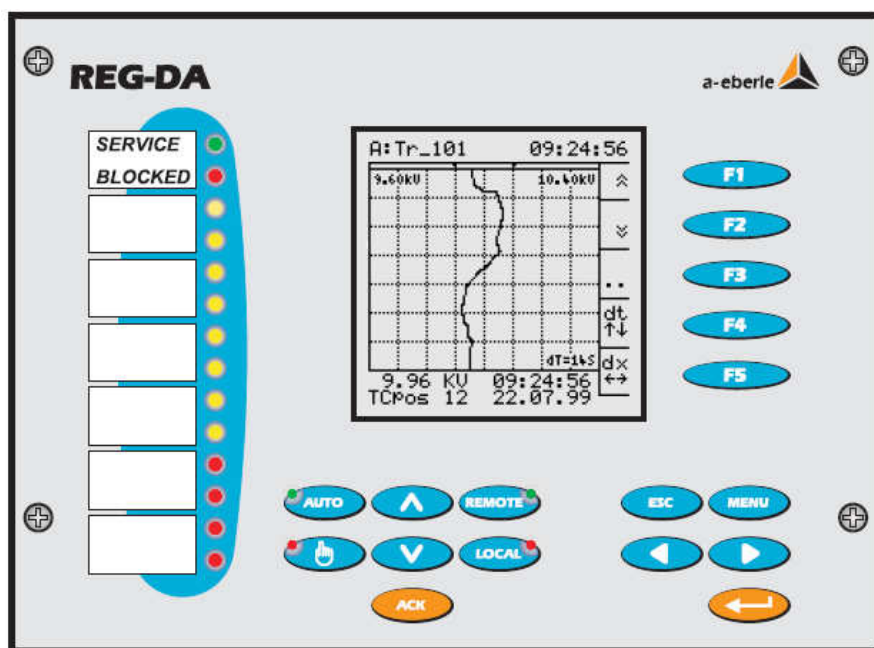 REG-DA
a-eberle
SERVICE
BLOCKED
A:Tr_101 09:24:56
9.60kV 10.40kV
dt
dT=14S
dx
9.96 KV 09:24:56
TCPos 12 22.07.99
F1
F2
F3
F4
F5
AUTO
REMOTE
LOCAL
ACK
ESC
MENU